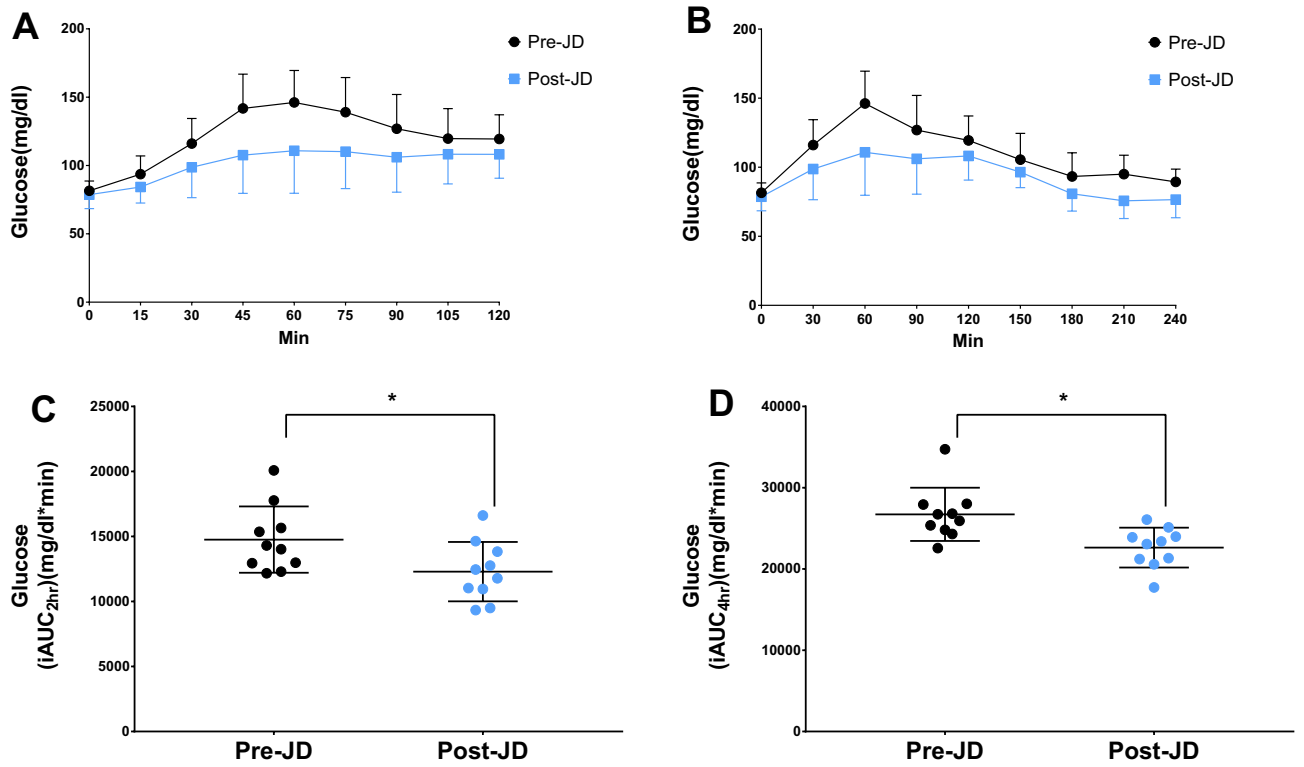 A
Glucose(mg/dl)
200
150
100
50
0
0 15 30 45 60 75 90 105 120
Min
Pre-JD
Post-JD
B
Glucose(mg/dl)
200
150
100
50
0
0 30 60 90 120 150 180 210 240
Min
Pre-JD
Post-JD
C
Glucose
(iAUC2hr)(mg/dl*min)
25000
20000
15000
10000
5000
0
*
Pre-JD Post-JD
D
Glucose
(iAUC4hr)(mg/dl*min)
40000
30000
20000
10000
0
*
Pre-JD Post-JD